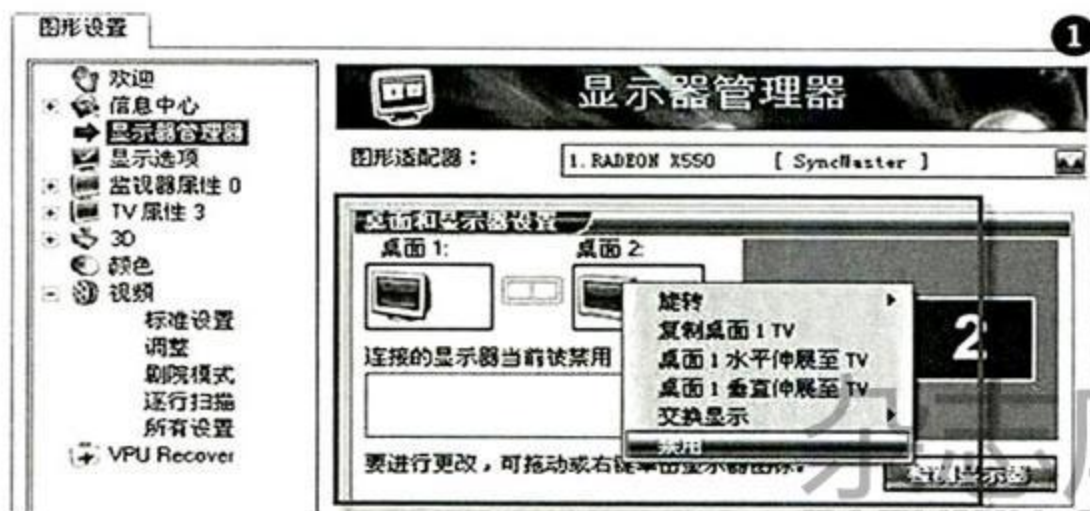 图形设置
1
欢迎
信息中心
显示器管理器
显示选项
监视器属性 0
TV 属性 3
3D
颜色
视频
标准设置
调整
剧院模式
逐行扫描
所有设置
VPU Recover
显示器管理器
图形适配器：
1. RADEON X550 [ SyncMaster ]
桌面和显示器设置
桌面 1:
桌面 2:
2
旋转
复制桌面 1 TV
桌面 1 水平伸展至 TV
桌面 1 垂直伸展至 TV
交换显示
禁用
连接的显示器当前被禁用
要进行更改，可拖动或右键单击显示器图标。
检测显示器